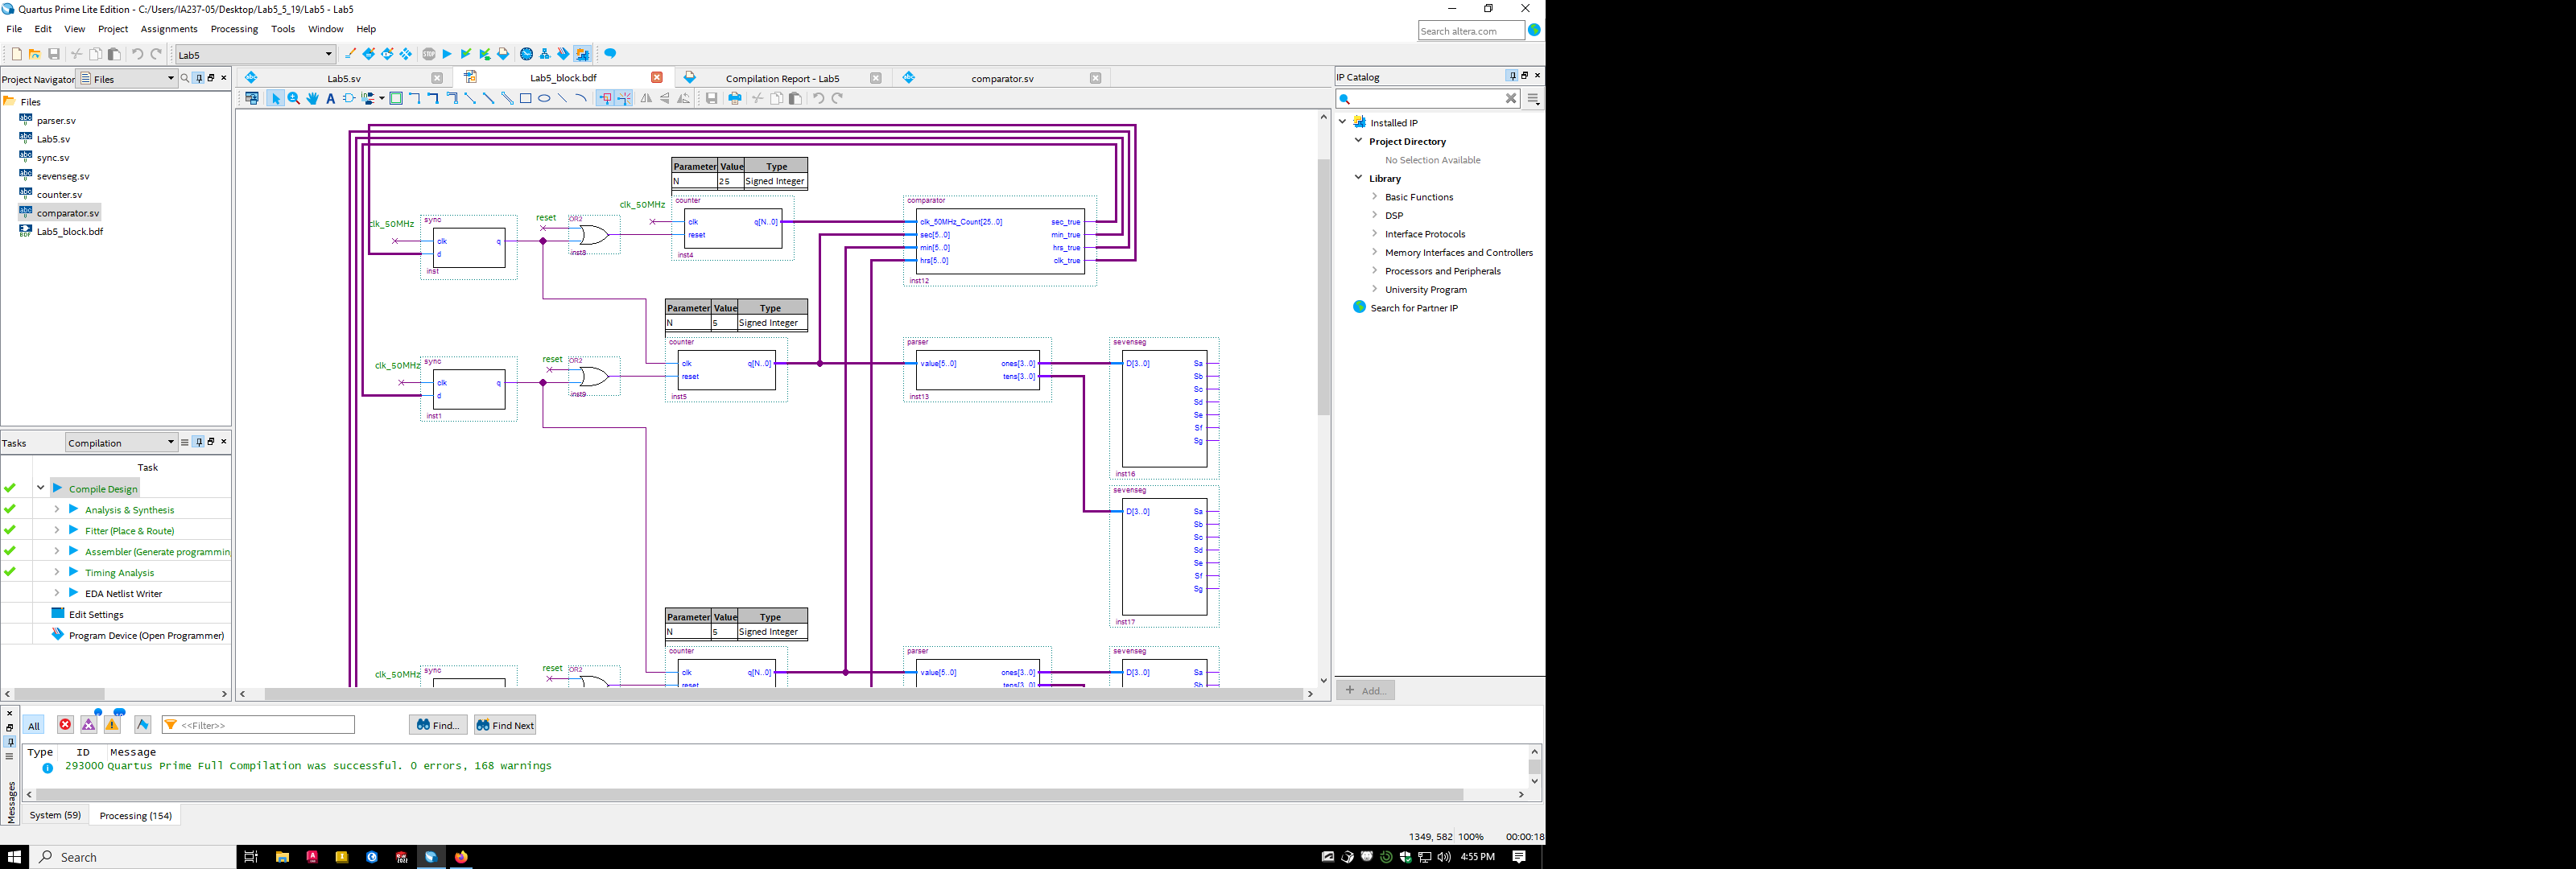 Quartus Prime Lite Edition - C:/Users/IA237-05/Desktop/Lab5_5_19/Lab5 - Lab5
File Edit View Project Assignments Processing Tools Window Help
Search altera.com
Lab5
Project Navigator Files
Lab5.sv Lab5_block.bdf Compilation Report - Lab5 comparator.sv
IP Catalog
Files
parser.sv
Lab5.sv
sync.sv
sevenseg.sv
counter.sv
comparator.sv
Lab5_block.bdf
Tasks Compilation
Task
Compile Design
Analysis & Synthesis
Fitter (Place & Route)
Assembler (Generate programmin
Timing Analysis
EDA Netlist Writer
Edit Settings
Program Device (Open Programmer)
Parameter Value Type
N 25 Signed Integer
clk_50MHz
counter
clk q[N..0]
reset
inst4
clk_50MHz
sync
clk q
d
inst
reset
OR2
inst8
comparator
clk_50MHz_Count[25..0] sec_true
sec[5..0] min_true
min[5..0] hrs_true
hrs[5..0] clk_true
inst12
Parameter Value Type
N 5 Signed Integer
clk_50MHz
sync
clk q
d
inst1
reset
OR2
inst9
counter
clk q[N..0]
reset
inst5
parser
value[5..0] ones[3..0]
tens[3..0]
inst13
sevenseg
D[3..0] Sa
Sb
Sc
Sd
Se
Sf
Sg
inst16
sevenseg
D[3..0] Sa
Sb
Sc
Sd
Se
Sf
Sg
inst17
Parameter Value Type
N 5 Signed Integer
clk_50MHz
sync
reset
OR2
counter
clk q[N..0]
reset
parser
value[5..0] ones[3..0]
tens[3..0]
sevenseg
D[3..0] Sa
Sb
Installed IP
Project Directory
No Selection Available
Library
Basic Functions
DSP
Interface Protocols
Memory Interfaces and Controllers
Processors and Peripherals
University Program
Search for Partner IP
+ Add...
All <<Filter>> Find... Find Next
Type ID Message
293000 Quartus Prime Full Compilation was successful. 0 errors, 168 warnings
Messages
System (59) Processing (154)
1349, 582 100% 00:00:18
Search
4:55 PM